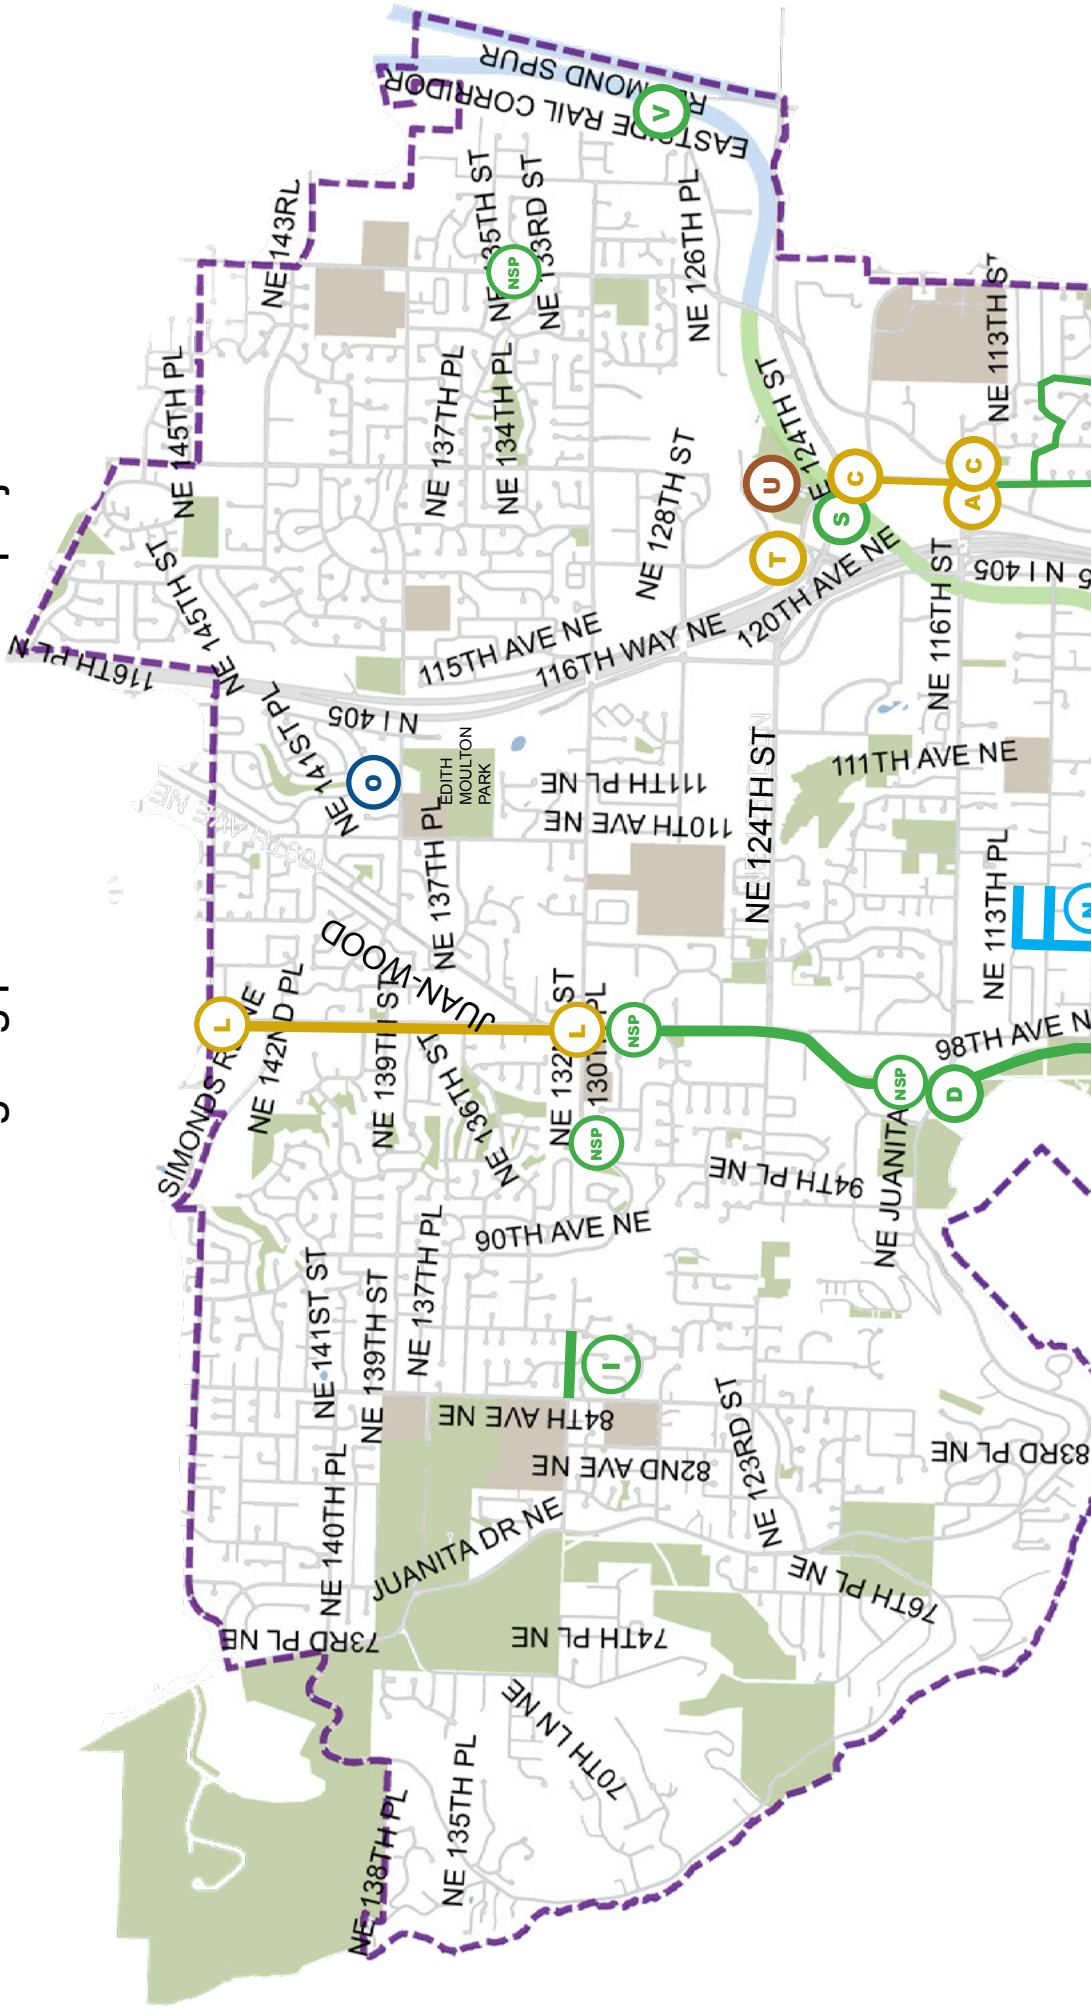 REDMOND SPUR
EASTSIDE RAIL CORRIDOR
V
NE 143RD
NE 135TH ST
NE 133RD ST
NSP
NE 126TH PL
NE 145TH PL
NE 137TH PL
NE 134TH PL
NE 128TH ST
NE 124TH ST
NE 113TH ST
U
C
C
S
A
T
116TH PL N
NE 145TH ST
115TH AVE NE
116TH WAY NE
120TH AVE NE
NE 116TH ST
N I 405
N I 405
NE 141ST PL
O
EDITH
MOULTON
PARK
111TH PL NE
110TH AVE NE
NE 124TH ST
111TH AVE NE
NE 137TH PL
NE 113TH PL
N
JUAN-WOOD
SIMONDS RD NE
L
NE 142ND PL
NE 139TH ST
NE 136TH ST
L
NE 132ND ST
130TH PL
NSP
NSP
NSP
D
98TH AVE N
94TH PL NE
NE JUANITA
90TH AVE NE
NE 141ST ST
NE 139TH ST
NE 137TH PL
I
84TH AVE NE
82ND AVE NE
NE 123RD ST
83RD PL NE
NE 140TH PL
JUANITA DR NE
73RD PL NE
74TH PL NE
76TH PL NE
70TH LN NE
NE 138TH PL
NE 135TH PL